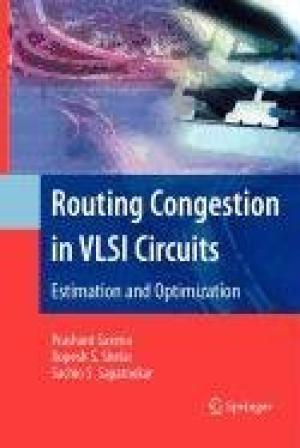 Routing Congestion
in VLSI Circuits
Estimation and Optimization
Prashant Saxena
Rupesh S. Shelar
Sachin S. Sapatnekar
Springer